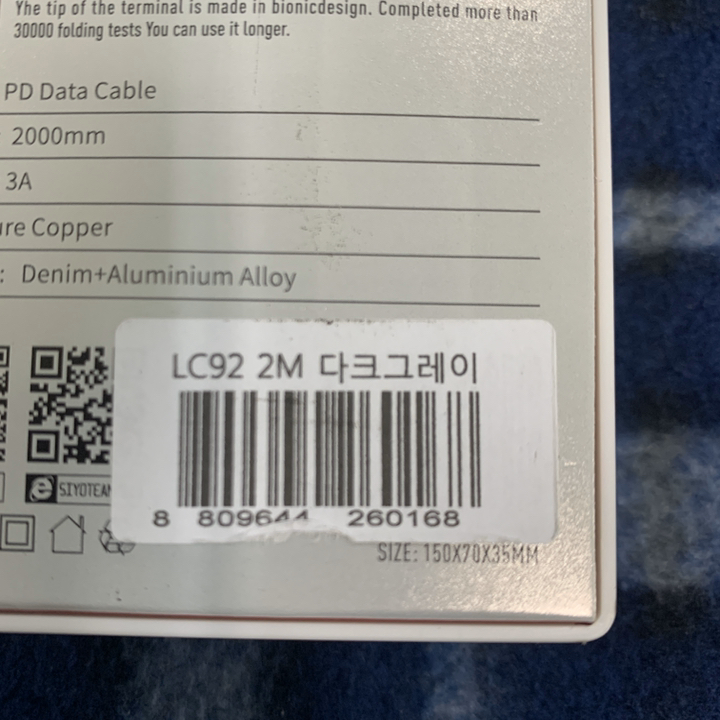 The tip of the terminal is made in bionicdesign. Completed more than
30000 folding tests You can use it longer.
PD Data Cable
2000mm
3A
ure Copper
: Denim+Aluminium Alloy
LC92 2M 다크그레이
8 809644 260168
e SIYOTEAM
SIZE: 150X70X35MM